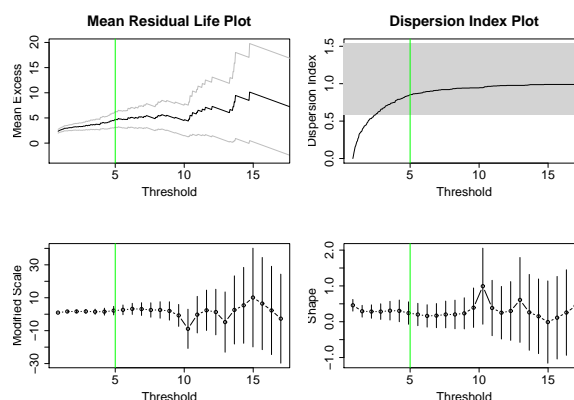 Mean Residual Life Plot
Mean Excess
20
15
10
5
0
5
10
15
Threshold
Dispersion Index Plot
Dispersion Index
1.5
1.0
0.5
0.0
5
10
15
Threshold
Modified Scale
30
10
−10
−30
5
10
15
Threshold
Shape
2.0
1.0
0.0
−1.0
5
10
15
Threshold